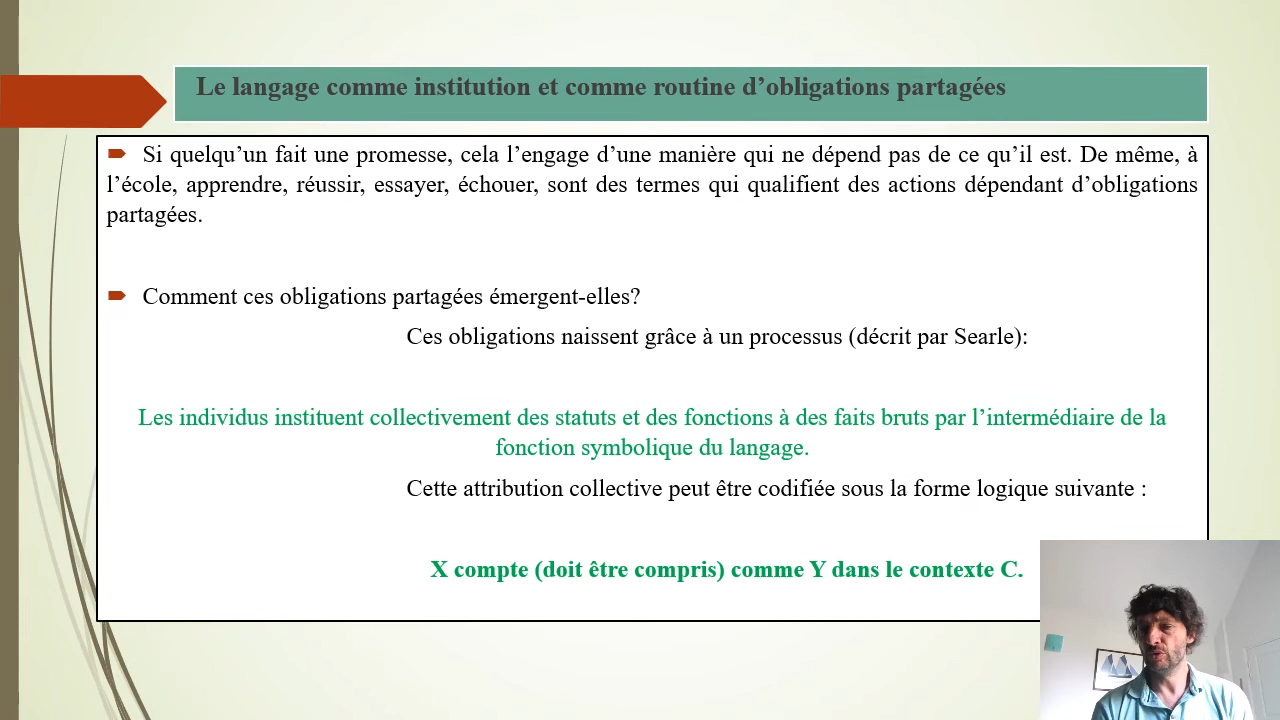 Le langage comme institution et comme routine d’obligations partagées
Si quelqu’un fait une promesse, cela l’engage d’une manière qui ne dépend pas de ce qu’il est. De même, à
l’école, apprendre, réussir, essayer, échouer, sont des termes qui qualifient des actions dépendant d’obligations
partagées.
Comment ces obligations partagées émergent-elles?
Ces obligations naissent grâce à un processus (décrit par Searle):
Les individus instituent collectivement des statuts et des fonctions à des faits bruts par l’intermédiaire de la
fonction symbolique du langage.
Cette attribution collective peut être codifiée sous la forme logique suivante :
X compte (doit être compris) comme Y dans le contexte C.